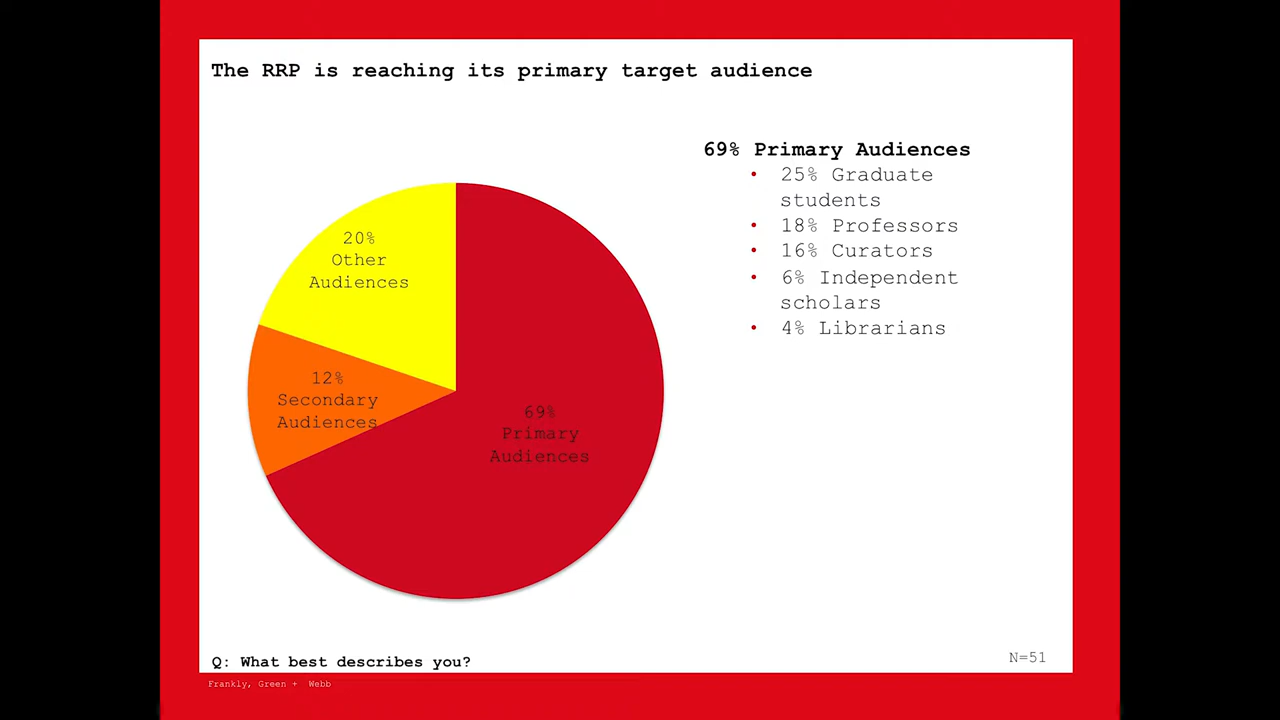 The RRP is reaching its primary target audience
69% Primary Audiences
• 25% Graduate
students
• 18% Professors
• 16% Curators
• 6% Independent
scholars
• 4% Librarians
20%
Other
Audiences
12%
Secondary
Audiences
69%
Primary
Audiences
Q: What best describes you?
N=51
Frankly, Green + Webb